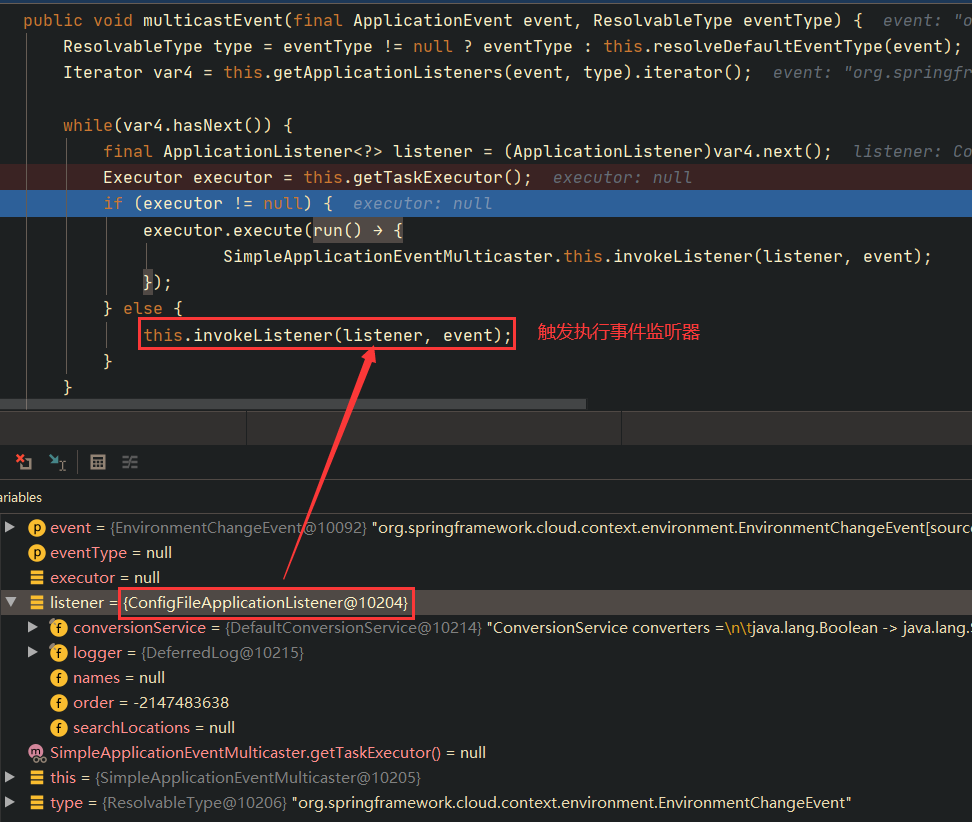 public void multicastEvent(final ApplicationEvent event, ResolvableType eventType) {  event: "o
ResolvableType type = eventType != null ? eventType : this.resolveDefaultEventType(event);
Iterator var4 = this.getApplicationListeners(event, type).iterator();  event: "org.springfr
while(var4.hasNext()) {
final ApplicationListener<?> listener = (ApplicationListener)var4.next();  listener: Co
Executor executor = this.getTaskExecutor();  executor: null
if (executor != null) {  executor: null
executor.execute(run() → {
SimpleApplicationEventMulticaster.this.invokeListener(listener, event);
});
} else {
this.invokeListener(listener, event); 触发执行事件监听器
}
}
ariables
event = {EnvironmentChangeEvent@10092} "org.springframework.cloud.context.environment.EnvironmentChangeEvent[source
eventType = null
executor = null
listener = {ConfigFileApplicationListener@10204}
conversionService = {DefaultConversionService@10214} "ConversionService converters =\n\tjava.lang.Boolean -> java.lang.S
logger = {DeferredLog@10215}
names = null
order = -2147483638
searchLocations = null
SimpleApplicationEventMulticaster.getTaskExecutor() = null
this = {SimpleApplicationEventMulticaster@10205}
type = {ResolvableType@10206} "org.springframework.cloud.context.environment.EnvironmentChangeEvent"